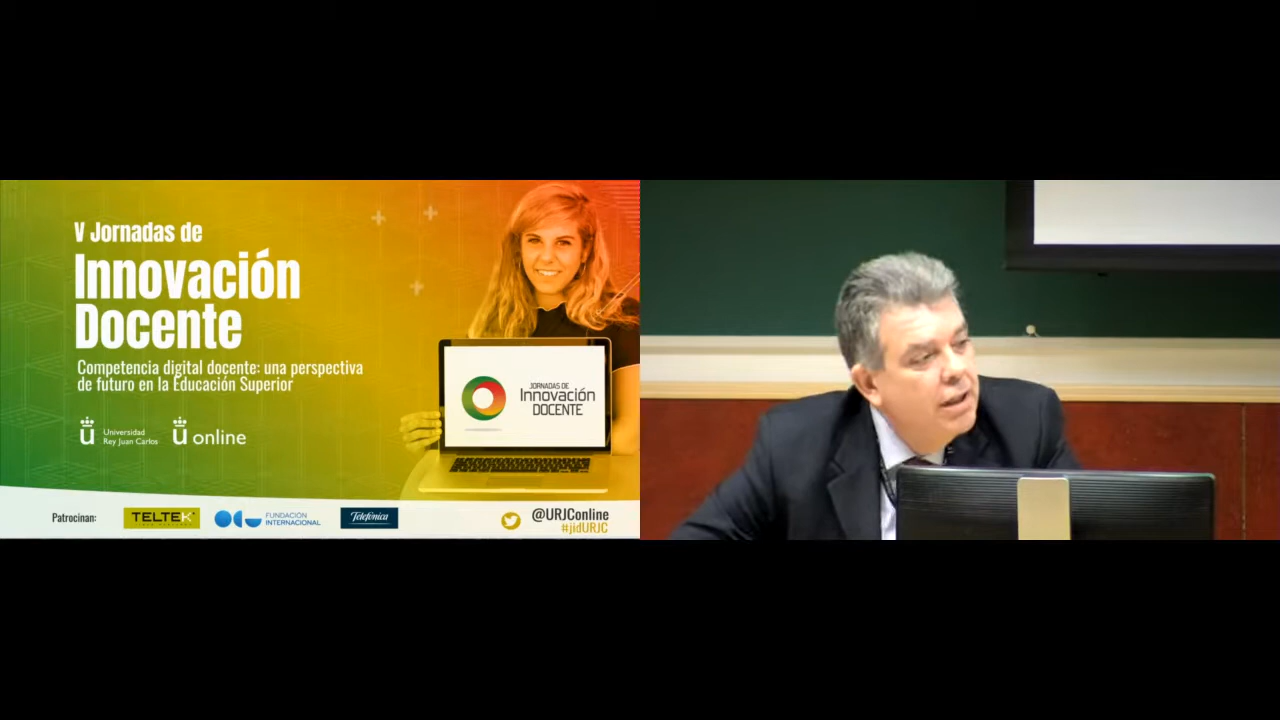 V Jornadas de
Innovación
Docente
Competencia digital docente: una perspectiva
de futuro en la Educación Superior
Universidad
Rey Juan Carlos
online
JORNADAS DE
Innovación
DOCENTE
Patrocinan:
TELTEK
FUNDACIÓN
INTERNACIONAL
Telefónica
@URJConline
#jidURJC